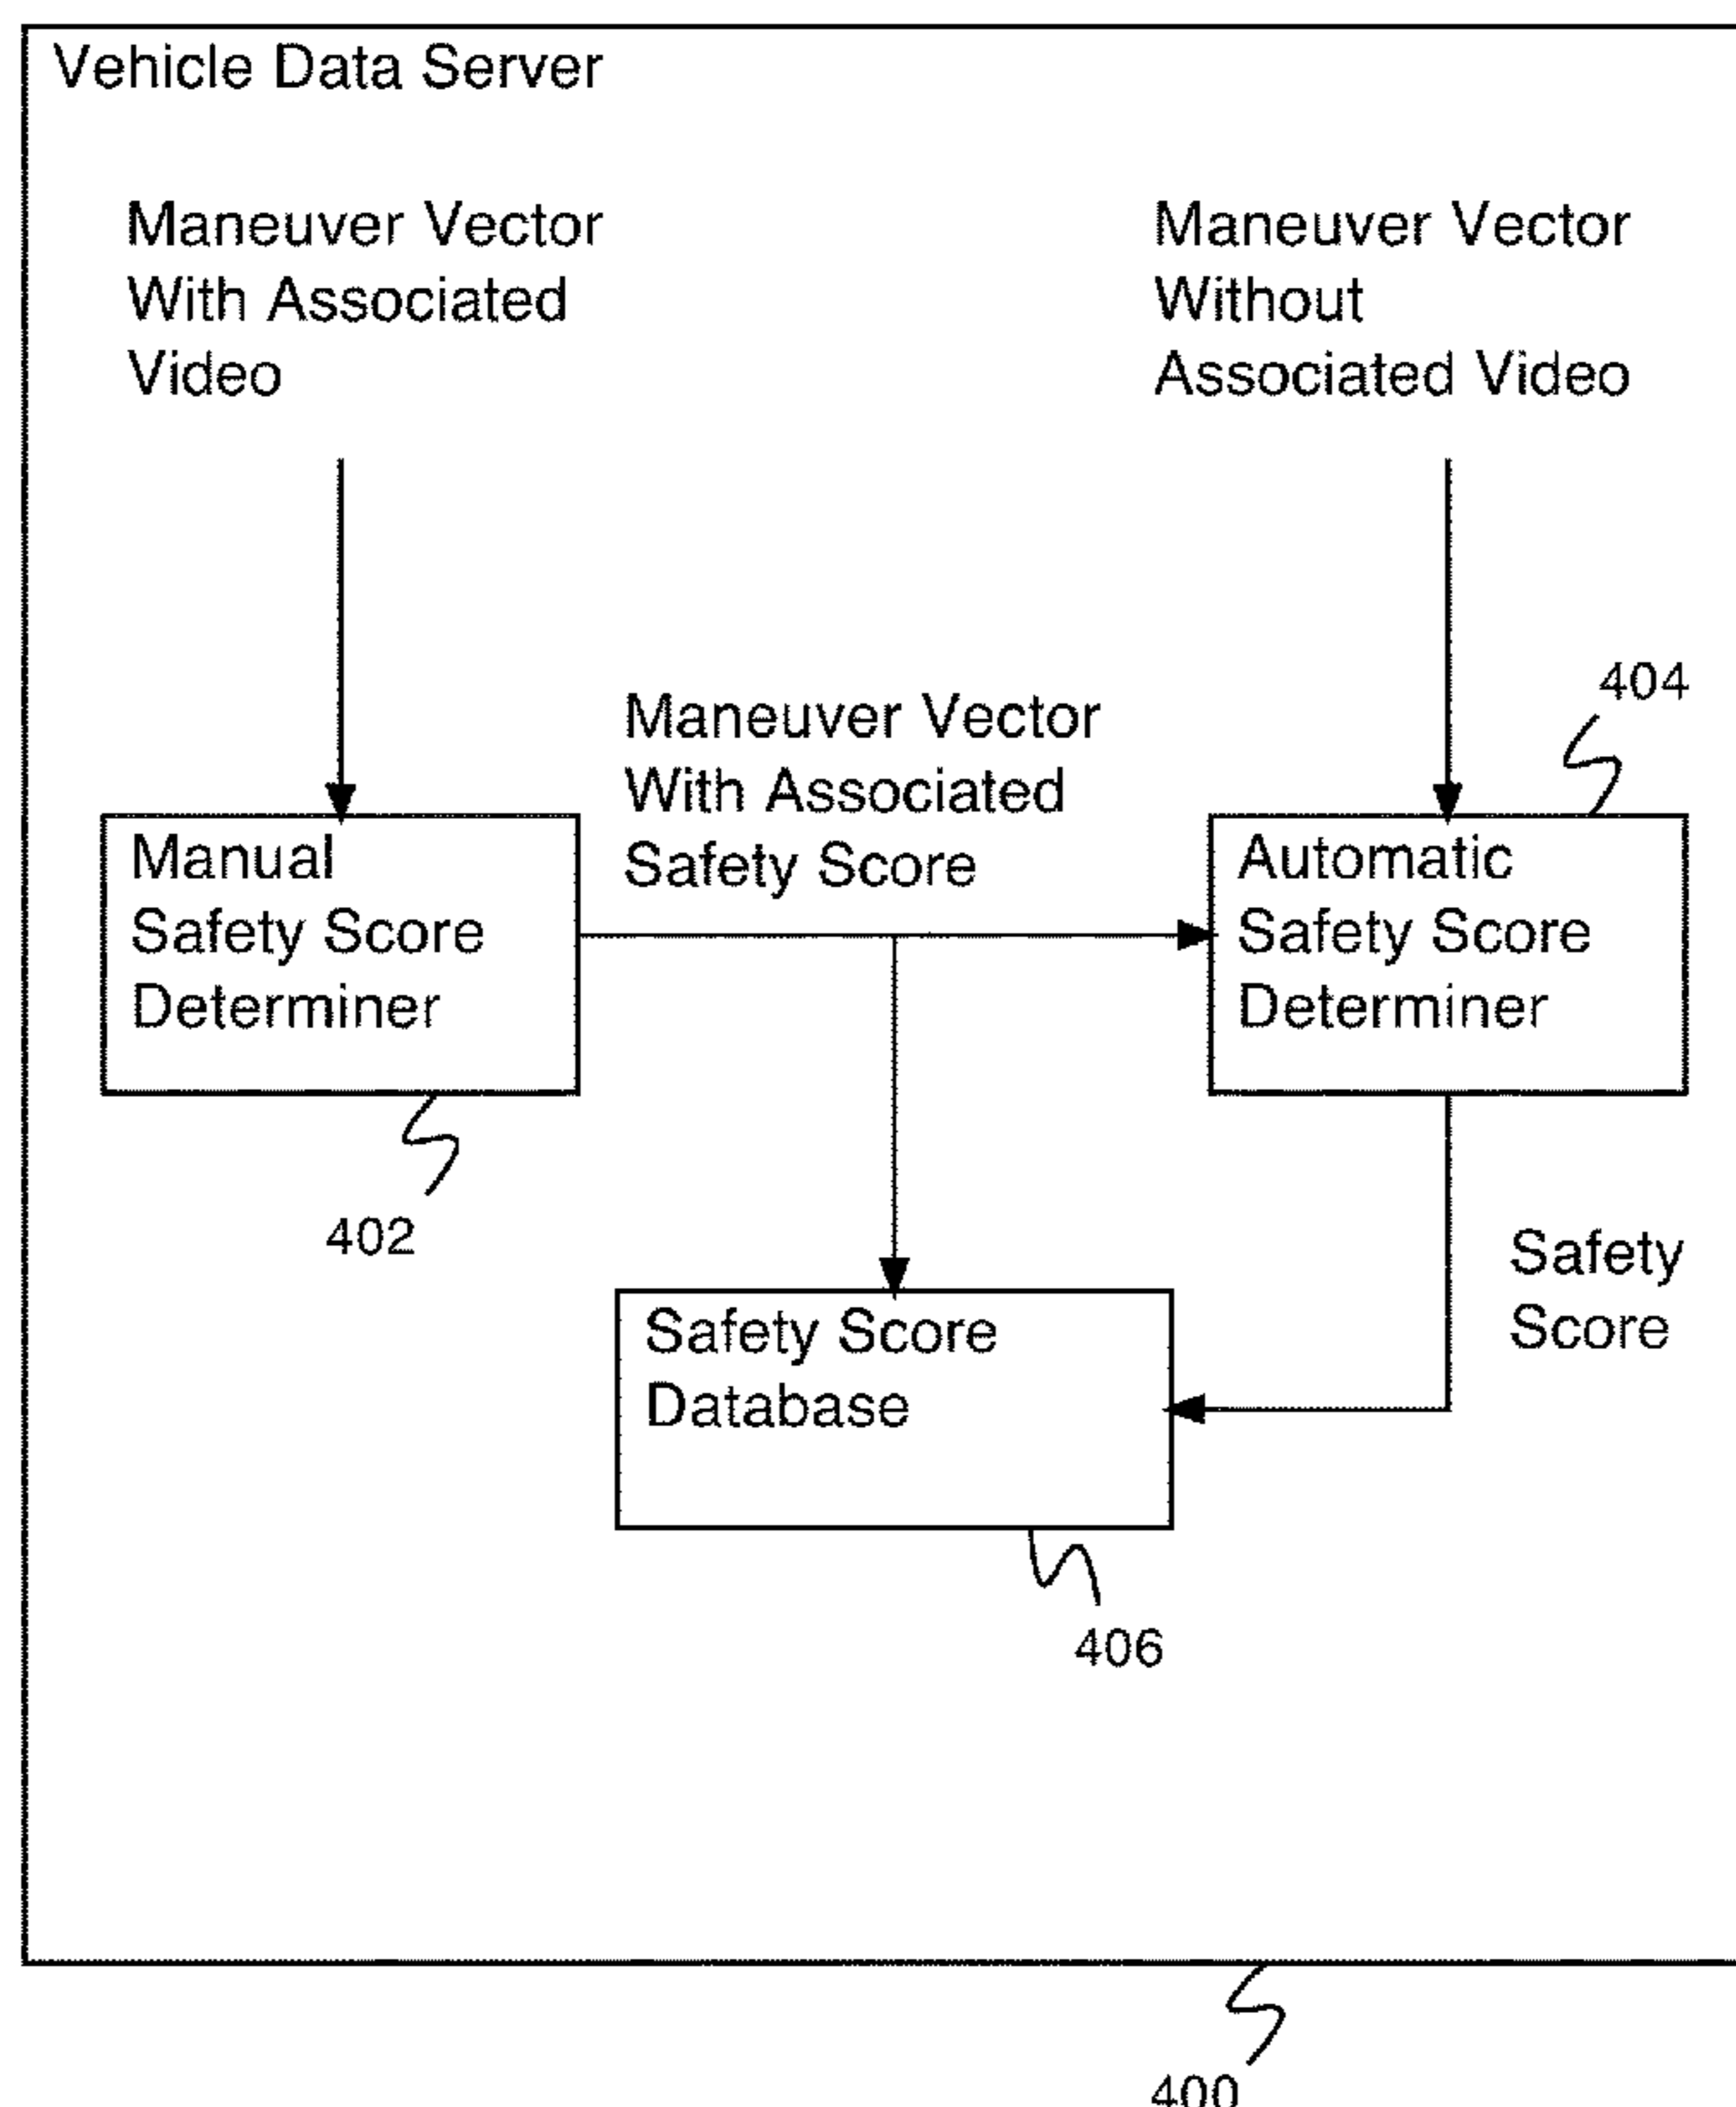 Vehicle Data Server
Maneuver Vector
With Associated
Video
Maneuver Vector
Without
Associated Video
404
Maneuver Vector
With Associated
Safety Score
Manual
Safety Score
Determiner
Automatic
Safety Score
Determiner
402
Safety
Score
Safety Score
Database
406
400